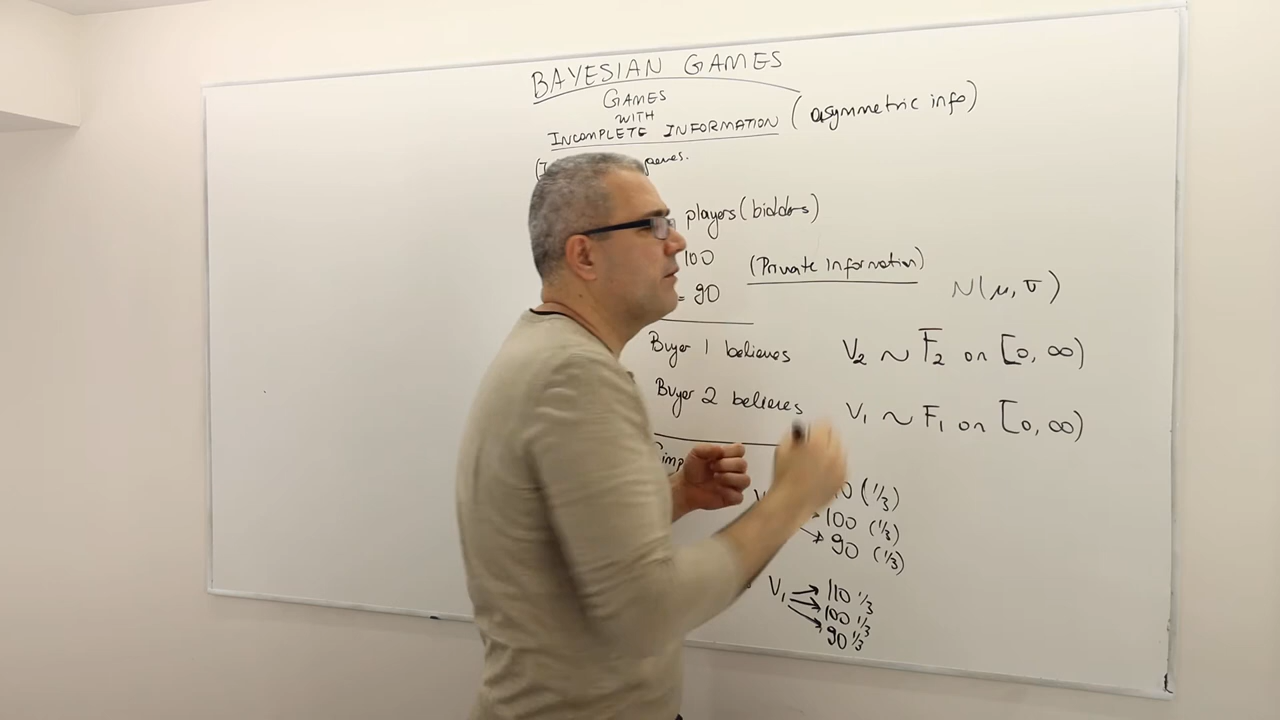 BAYESIAN GAMES
GAMES
WITH
INCOMPLETE INFORMATION (asymmetric info)
players (bidders)
100 (Private information)
= 90 N(μ, σ)
Buyer 1 believes V₂ ~ F₂ on [0, ∞)
Buyer 2 believes V₁ ~ F₁ on [0, ∞)
10 (1/3)
100 (1/3)
90 (1/3)
V₁ 110 1/3
100 1/3
90 1/3